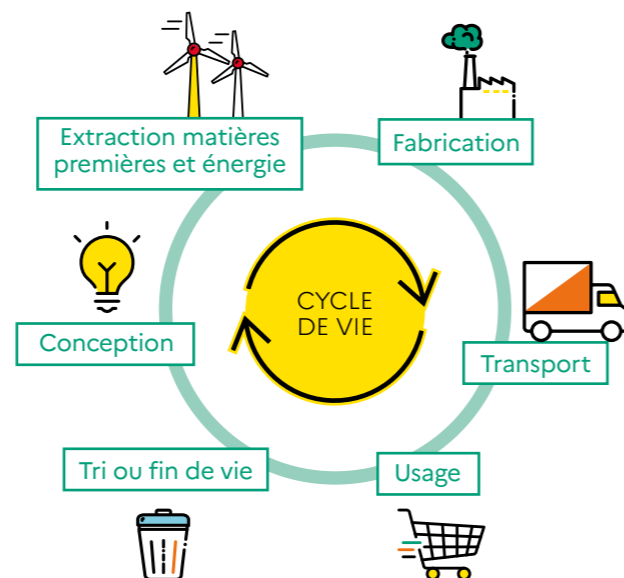 Extraction matières
premières et énergie
Fabrication
CYCLE
DE VIE
Conception
Transport
Tri ou fin de vie
Usage